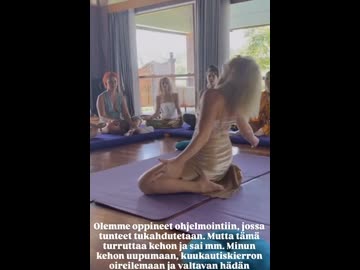 Olemme oppineet ohjelmointiin, jossa
tunteet tukahdutetaan. Mutta tämä
turruttaa kehon ja sai mm. Minun
kehon uupumaan, kuukautiskierron
oireilemaan ja valtavan hädän